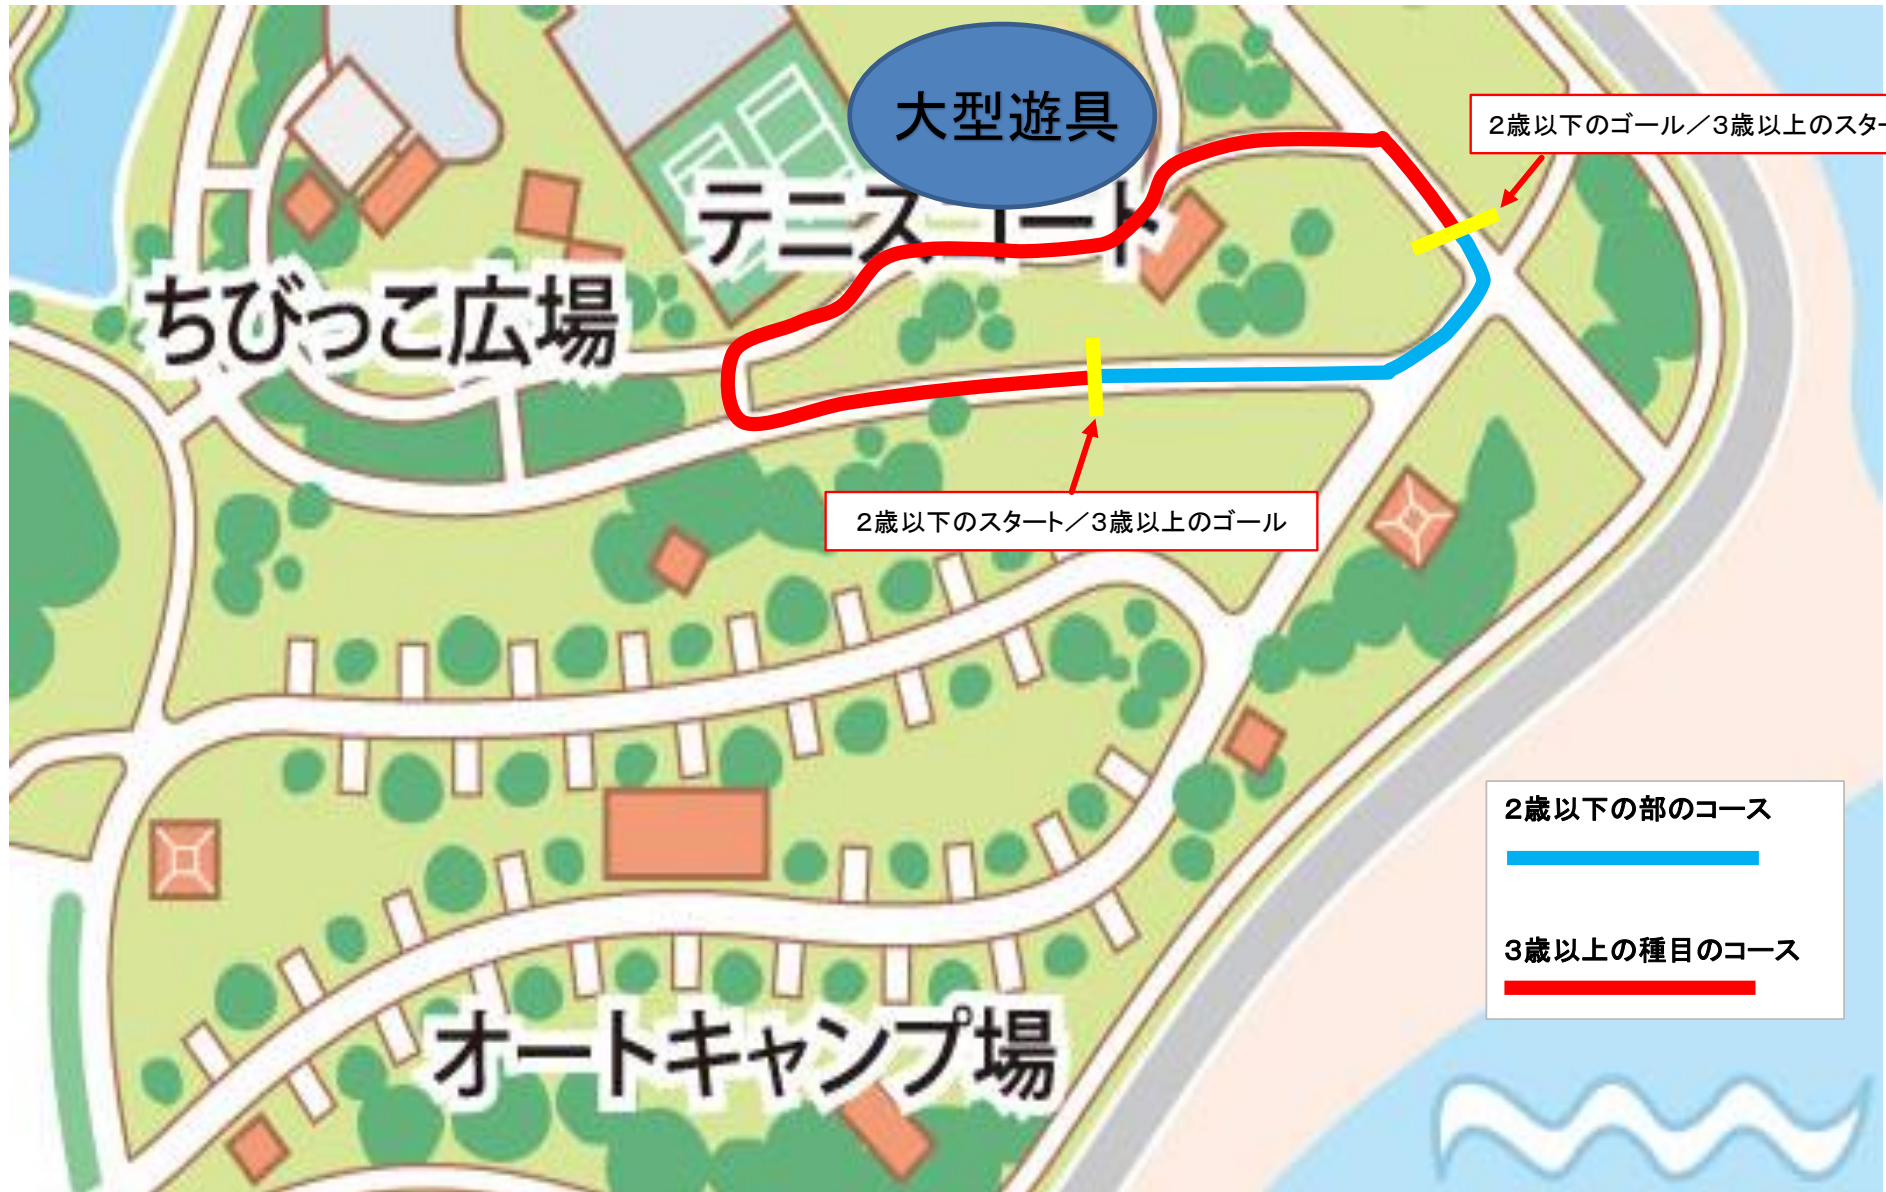 大型遊具
2歳以下のゴール／3歳以上のスター
テニスコート
ちびっこ広場
2歳以下のスタート／3歳以上のゴール
2歳以下の部のコース
3歳以上の種目のコース
オートキャンプ場